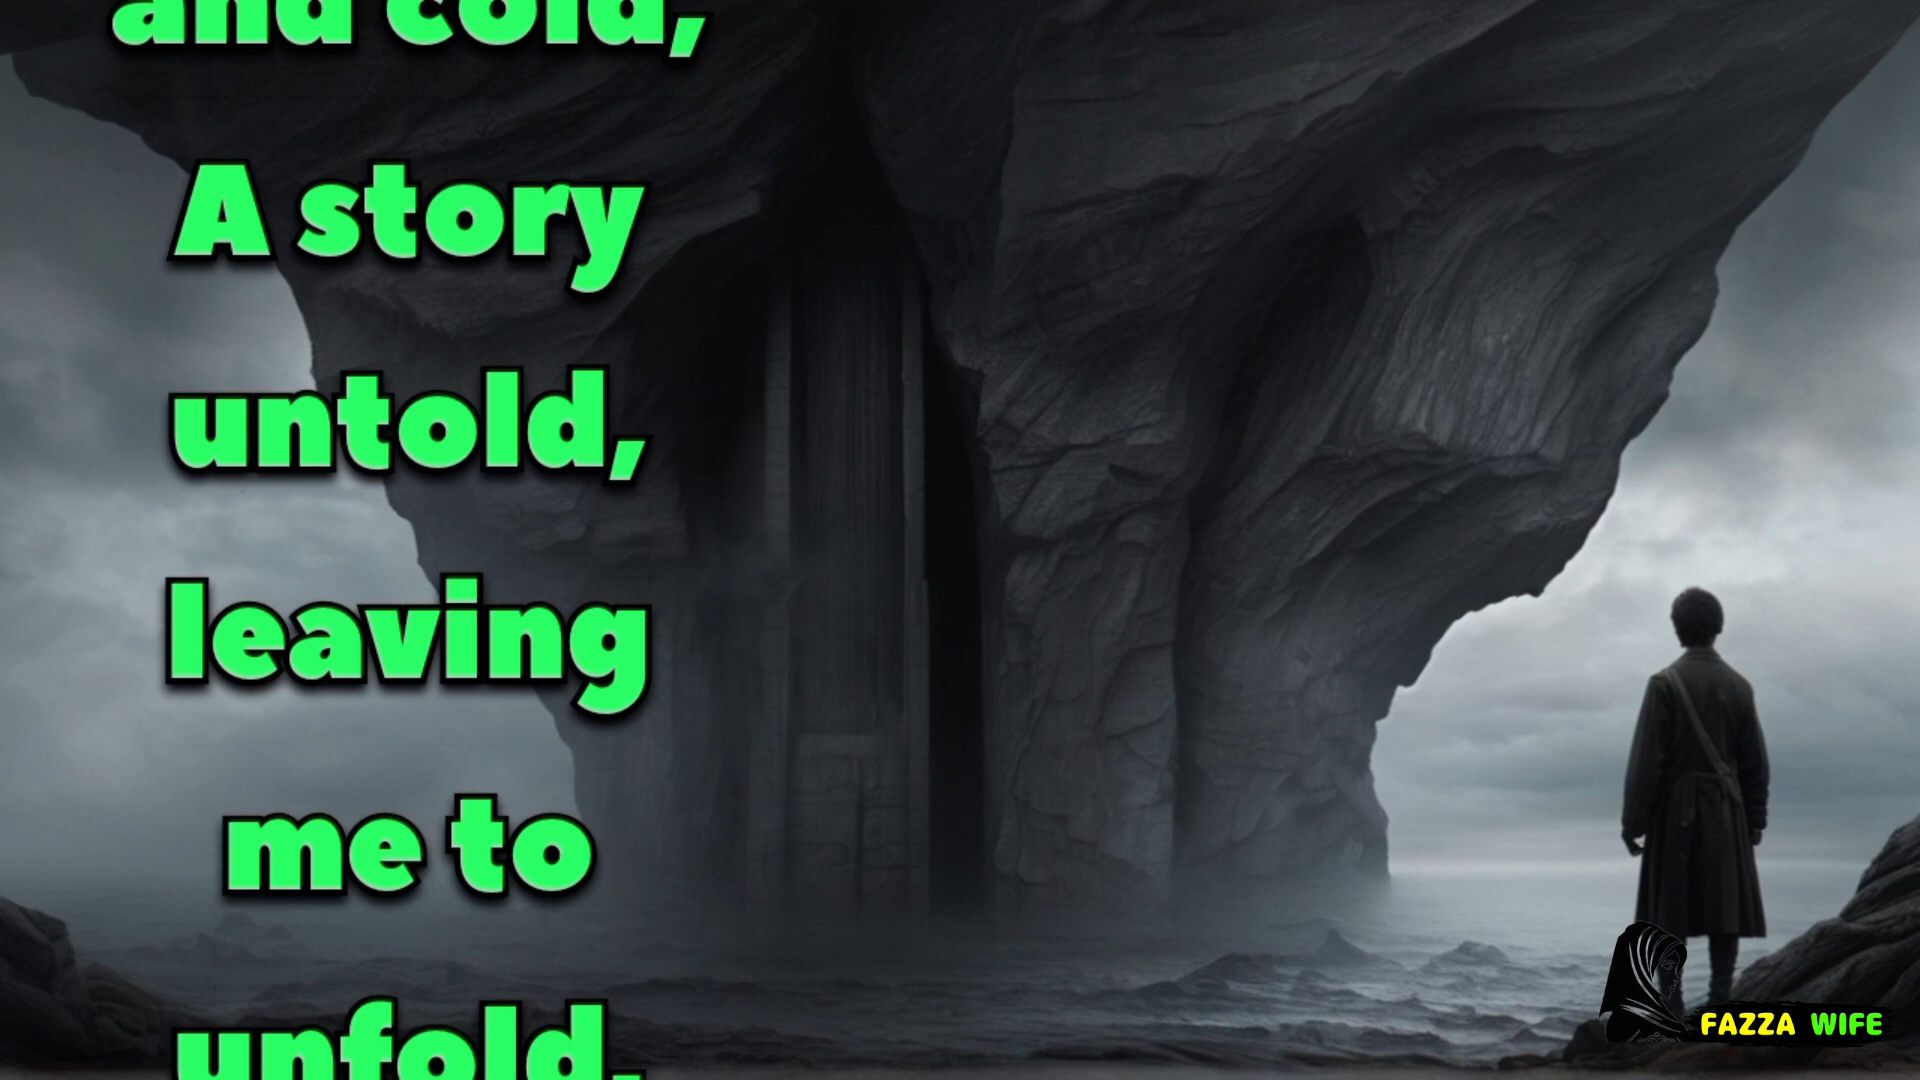 and cold,
A story
untold,
leaving
me to
unfold.
FAZZA WIFE